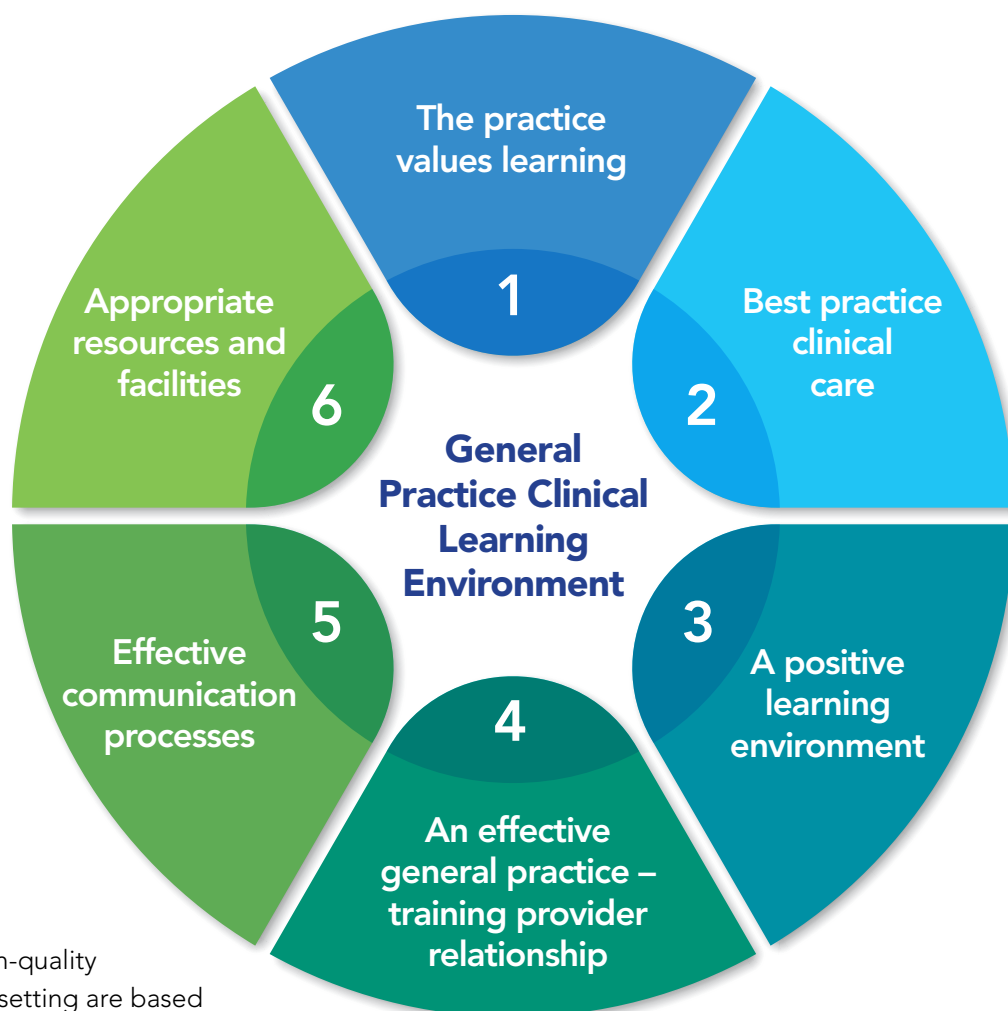 The practice
values learning
1
Best practice
clinical
care
2
3
A positive
learning
environment
4
An effective
general practice –
training provider
relationship
5
Effective
communication
processes
Appropriate
resources and
facilities
6
General
Practice Clinical
Learning
Environment
setting are based